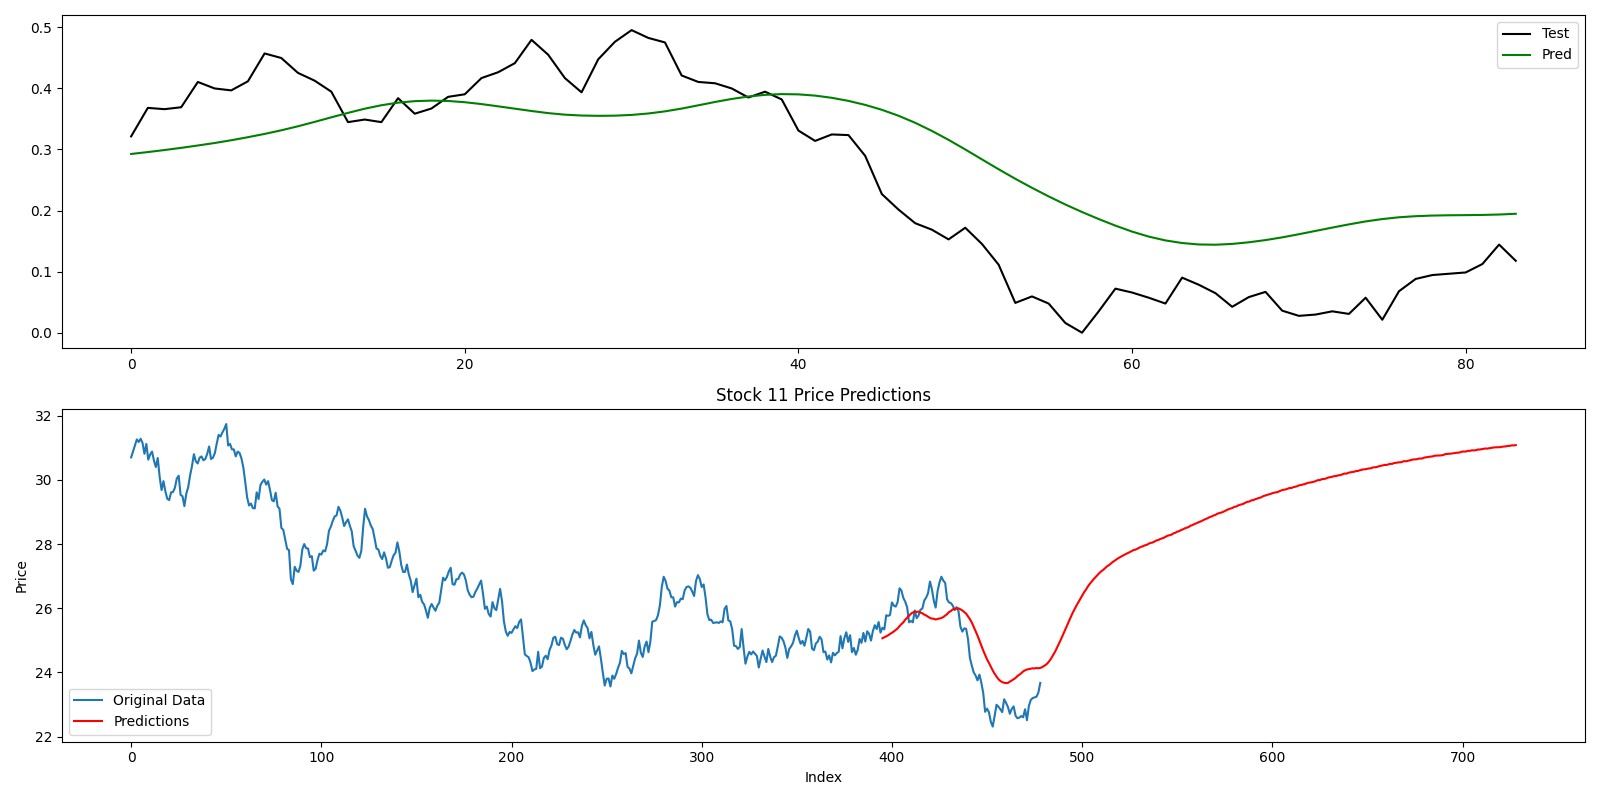 0.5
0.4
0.3
0.2
0.1
0.0
Test
Pred
0 20 40 60 80
Stock 11 Price Predictions
32
30
28
26
24
22
Price
Original Data
Predictions
0 100 200 300 400 500 600 700
Index